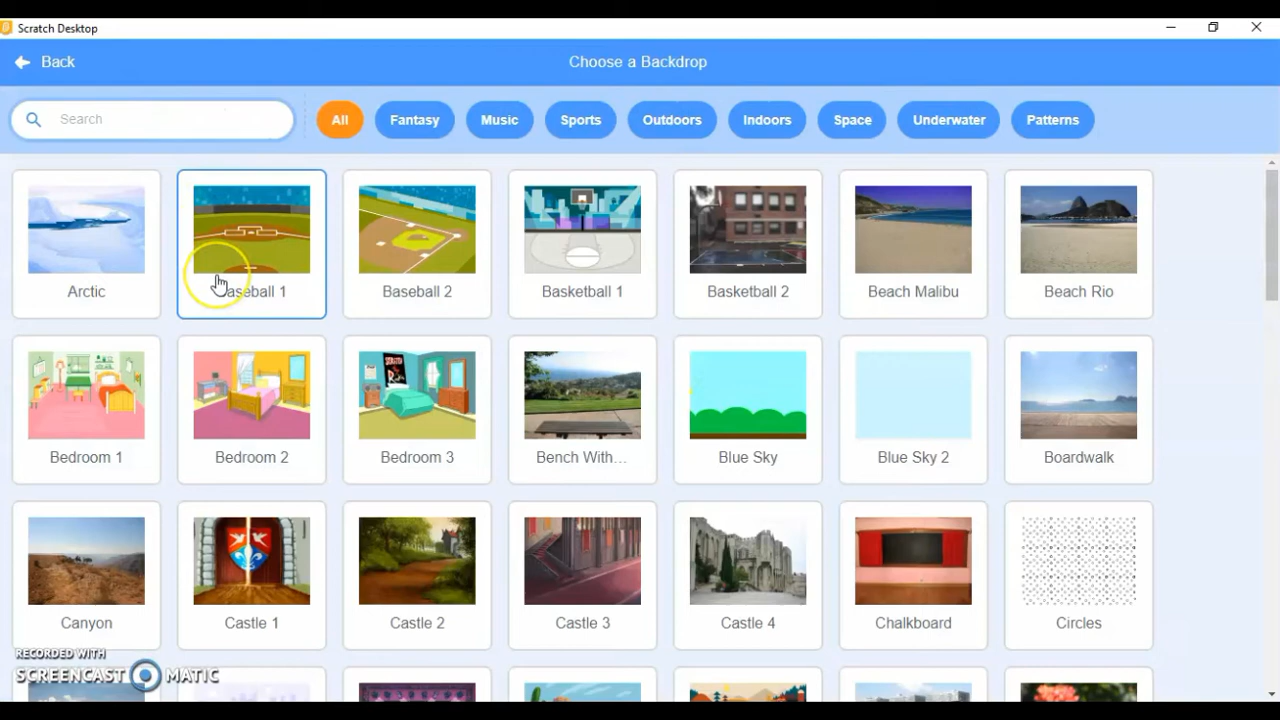 Scratch Desktop
Back
Choose a Backdrop
Search
All
Fantasy
Music
Sports
Outdoors
Indoors
Space
Underwater
Patterns
Arctic
Baseball 1
Baseball 2
Basketball 1
Basketball 2
Beach Malibu
Beach Rio
Bedroom 1
Bedroom 2
Bedroom 3
Bench With...
Blue Sky
Blue Sky 2
Boardwalk
Canyon
Castle 1
Castle 2
Castle 3
Castle 4
Chalkboard
Circles
RECORDED WITH
SCREENCAST MATIC